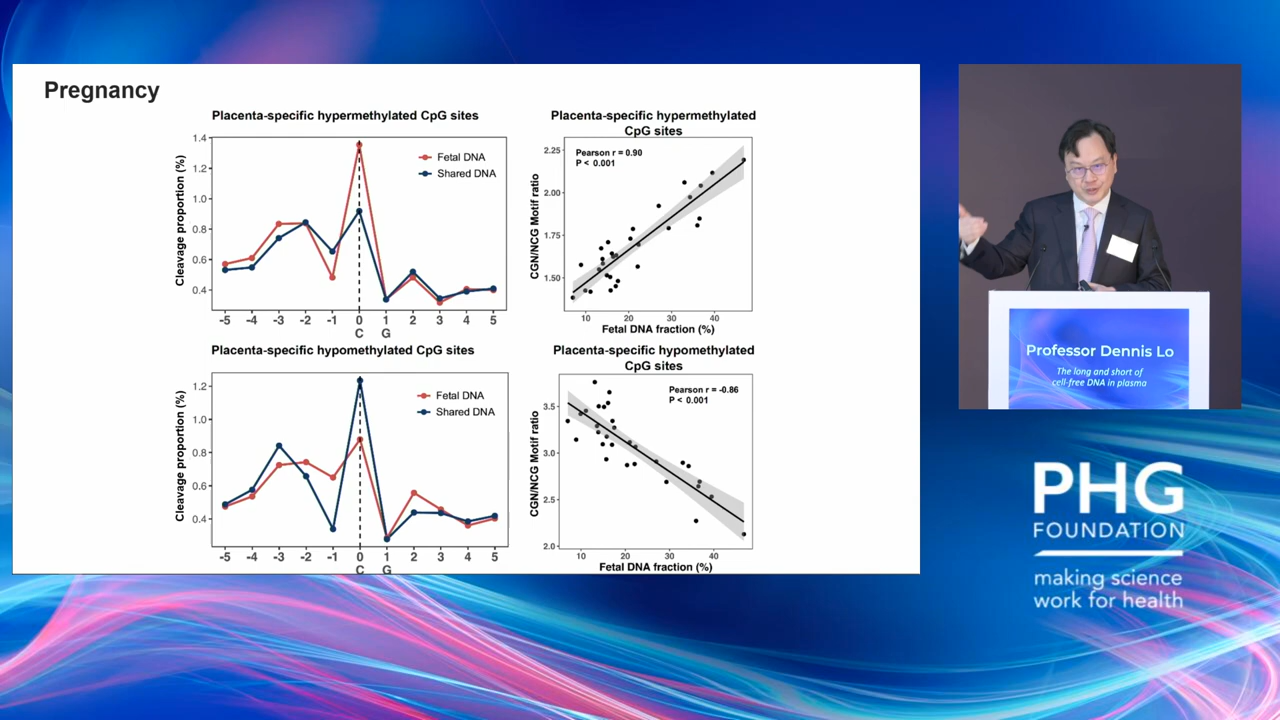 Pregnancy
Placenta-specific hypermethylated CpG sites
Cleavage proportion (%)
1.4
1.2
1.0
0.8
0.6
0.4
Fetal DNA
Shared DNA
-5 -4 -3 -2 -1 0 1 2 3 4 5
C G
Placenta-specific hypermethylated
CpG sites
CGN/NCG Motif ratio
2.25
2.00
1.75
1.50
Pearson r = 0.90
P < 0.001
10 20 30 40
Fetal DNA fraction (%)
Placenta-specific hypomethylated CpG sites
Cleavage proportion (%)
1.2
1.0
0.8
0.6
0.4
Fetal DNA
Shared DNA
-5 -4 -3 -2 -1 0 1 2 3 4 5
C G
Placenta-specific hypomethylated
CpG sites
CGN/NCG Motif ratio
3.5
3.0
2.5
2.0
Pearson r = -0.86
P < 0.001
10 20 30 40
Fetal DNA fraction (%)
Professor Dennis Lo
The long and short of
cell-free DNA in plasma
PHG
FOUNDATION
making science
work for health